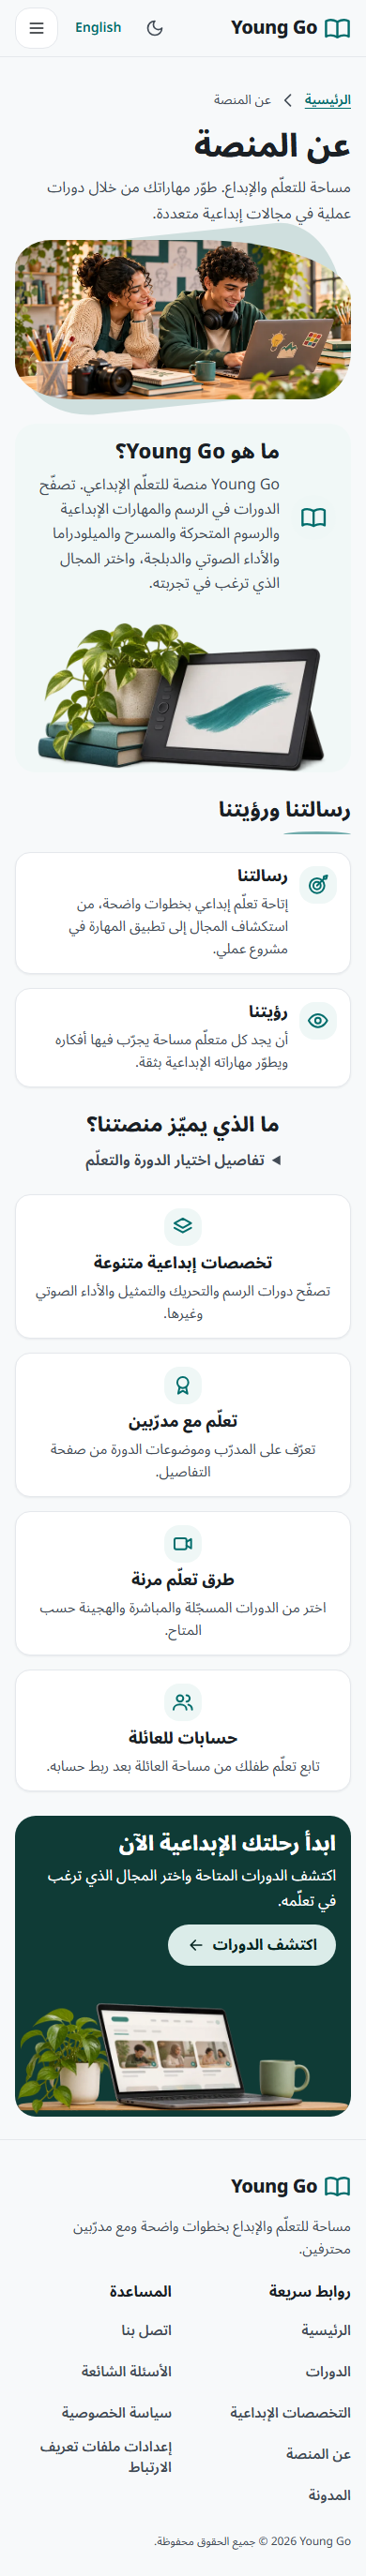 Young Go
English
الرئيسية
عن المنصة
عن المنصة
مساحة للتعلّم والإبداع. طوّر مهاراتك من خلال دورات
عملية في مجالات إبداعية متعددة.
ما هو Young Go؟
Young Go منصة للتعلّم الإبداعي. تصفّح
الدورات في الرسم والمهارات الإبداعية
والرسوم المتحركة والمسرح والميلودراما
والأداء الصوتي والدبلجة، واختر المجال
الذي ترغب في تجربته.
رسالتنا ورؤيتنا
رسالتنا
إتاحة تعلّم إبداعي بخطوات واضحة، من
استكشاف المجال إلى تطبيق المهارة في
مشروع عملي.
رؤيتنا
أن يجد كل متعلّم مساحة يجرّب فيها أفكاره
ويطوّر مهاراته الإبداعية بثقة.
ما الذي يميّز منصتنا؟
تفاصيل اختيار الدورة والتعلّم
تخصصات إبداعية متنوعة
تصفّح دورات الرسم والتحريك والتمثيل والأداء الصوتي
وغيرها.
تعلّم مع مدرّبين
تعرّف على المدرّب وموضوعات الدورة من صفحة
التفاصيل.
طرق تعلّم مرنة
اختر من الدورات المسجّلة والمباشرة والهجينة حسب
المتاح.
حسابات للعائلة
تابع تعلّم طفلك من مساحة العائلة بعد ربط حسابه.
ابدأ رحلتك الإبداعية الآن
اكتشف الدورات المتاحة واختر المجال الذي ترغب
في تعلّمه.
اكتشف الدورات
Young Go
مساحة للتعلّم والإبداع بخطوات واضحة ومع مدرّبين
محترفين.
روابط سريعة
الرئيسية
الدورات
التخصصات الإبداعية
عن المنصة
المدونة
المساعدة
اتصل بنا
الأسئلة الشائعة
سياسة الخصوصية
إعدادات ملفات تعريف
الارتباط
Young Go 2026 © جميع الحقوق محفوظة.